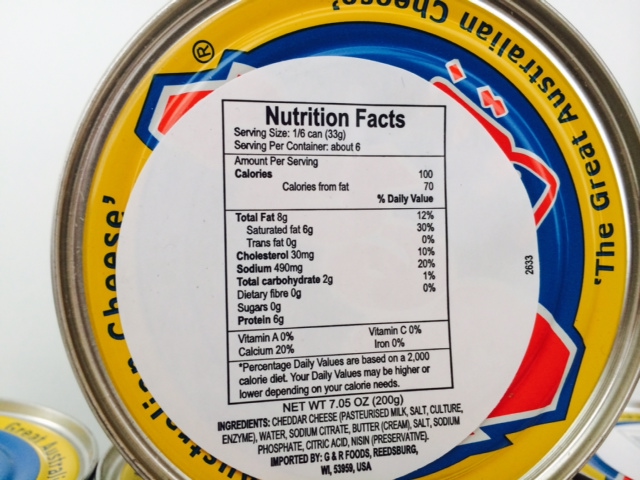 Australian Cheese'
®
'The Great Australian
Cheese'
Nutrition Facts
Serving Size: 1/6 can (33g)
Serving Per Container: about 6
Amount Per Serving
Calories 100
Calories from fat 70
% Daily Value
Total Fat 8g 12%
Saturated fat 6g 30%
Trans fat 0g 0%
Cholesterol 30mg 10%
Sodium 490mg 20%
Total carbohydrate 2g 1%
Dietary fibre 0g 0%
Sugars 0g
Protein 6g
Vitamin A 0% Vitamin C 0%
Calcium 20% Iron 0%
*Percentage Daily Values are based on a 2,000
calorie diet. Your Daily Values may be higher or
lower depending on your calorie needs.
NET WT 7.05 OZ (200g)
INGREDIENTS: CHEDDAR CHEESE (PASTEURISED MILK, SALT, CULTURE,
ENZYME), WATER, SODIUM CITRATE, BUTTER (CREAM), SALT, SODIUM
PHOSPHATE, CITRIC ACID, NISIN (PRESERVATIVE).
IMPORTED BY: G & R FOODS, REEDSBURG,
WI, 53959, USA
2633
Great